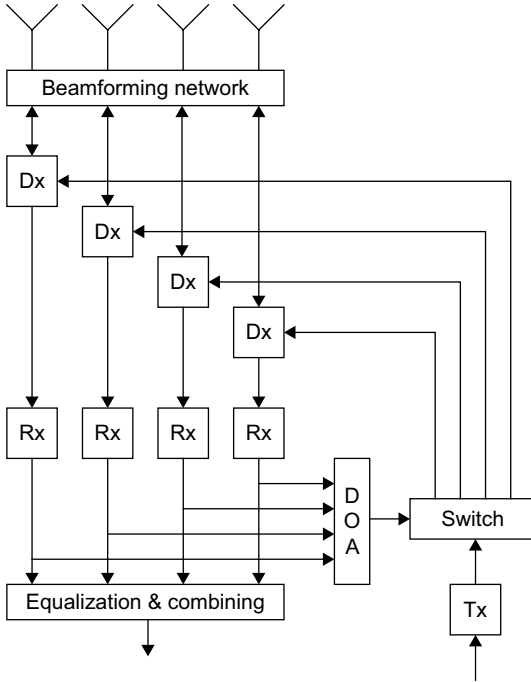 Beamforming network
Dx
Dx
Dx
Dx
Rx
Rx
Rx
Rx
D
O
A
Switch
Equalization & combining
Tx